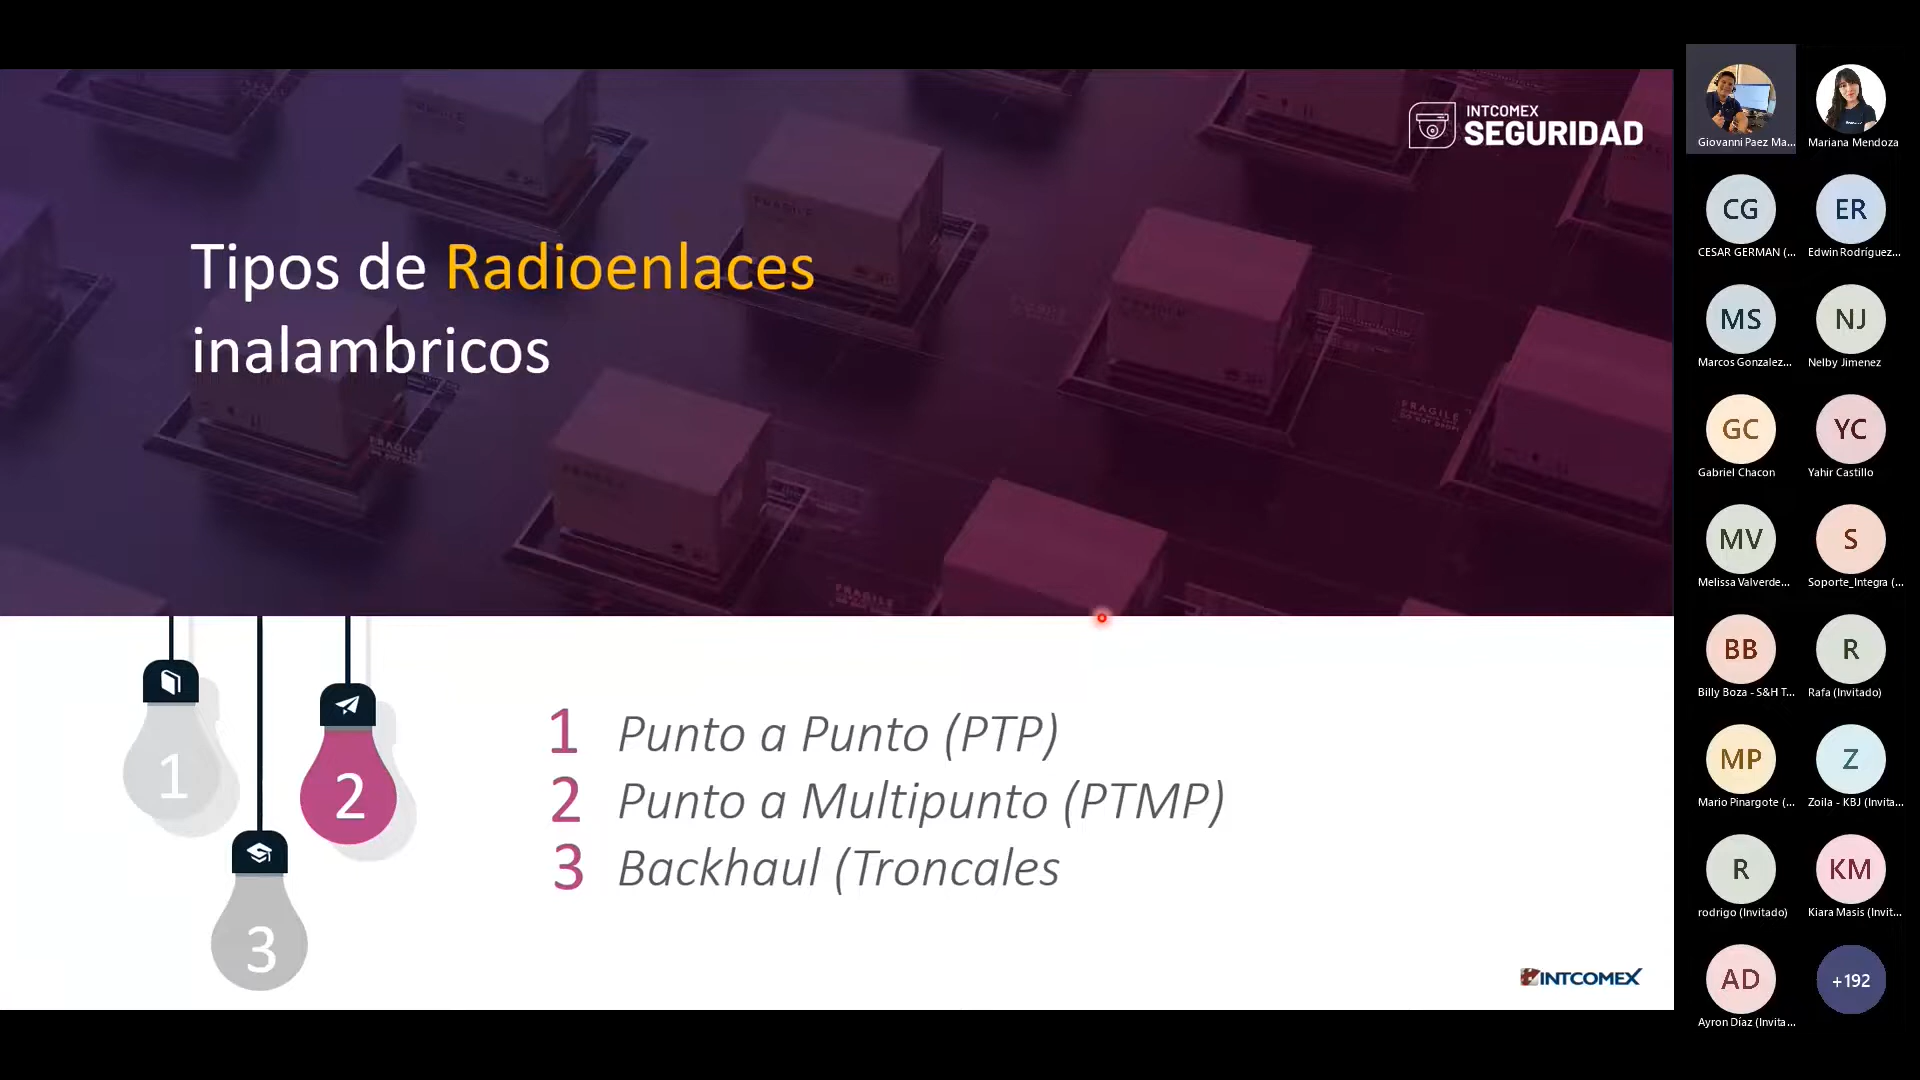 INTCOMEX
SEGURIDAD
Tipos de Radioenlaces
inalambricos
1
2
3
1 Punto a Punto (PTP)
2 Punto a Multipunto (PTMP)
3 Backhaul (Troncales
INTCOMEX
Giovanni Paez Ma...
Mariana Mendoza
CG
ER
CESAR GERMAN (...
Edwin Rodríguez...
MS
NJ
Marcos Gonzalez...
Nelby Jimenez
GC
YC
Gabriel Chacon
Yahir Castillo
MV
S
Melissa Valverde...
Soporte_Integra (...
BB
R
Billy Boza - S&H T...
Rafa (Invitado)
MP
Z
Mario Pinargote (...
Zoila - KBJ (Invita...
R
KM
rodrigo (Invitado)
Kiara Masis (Invit...
AD
+192
Ayron Díaz (Invita...